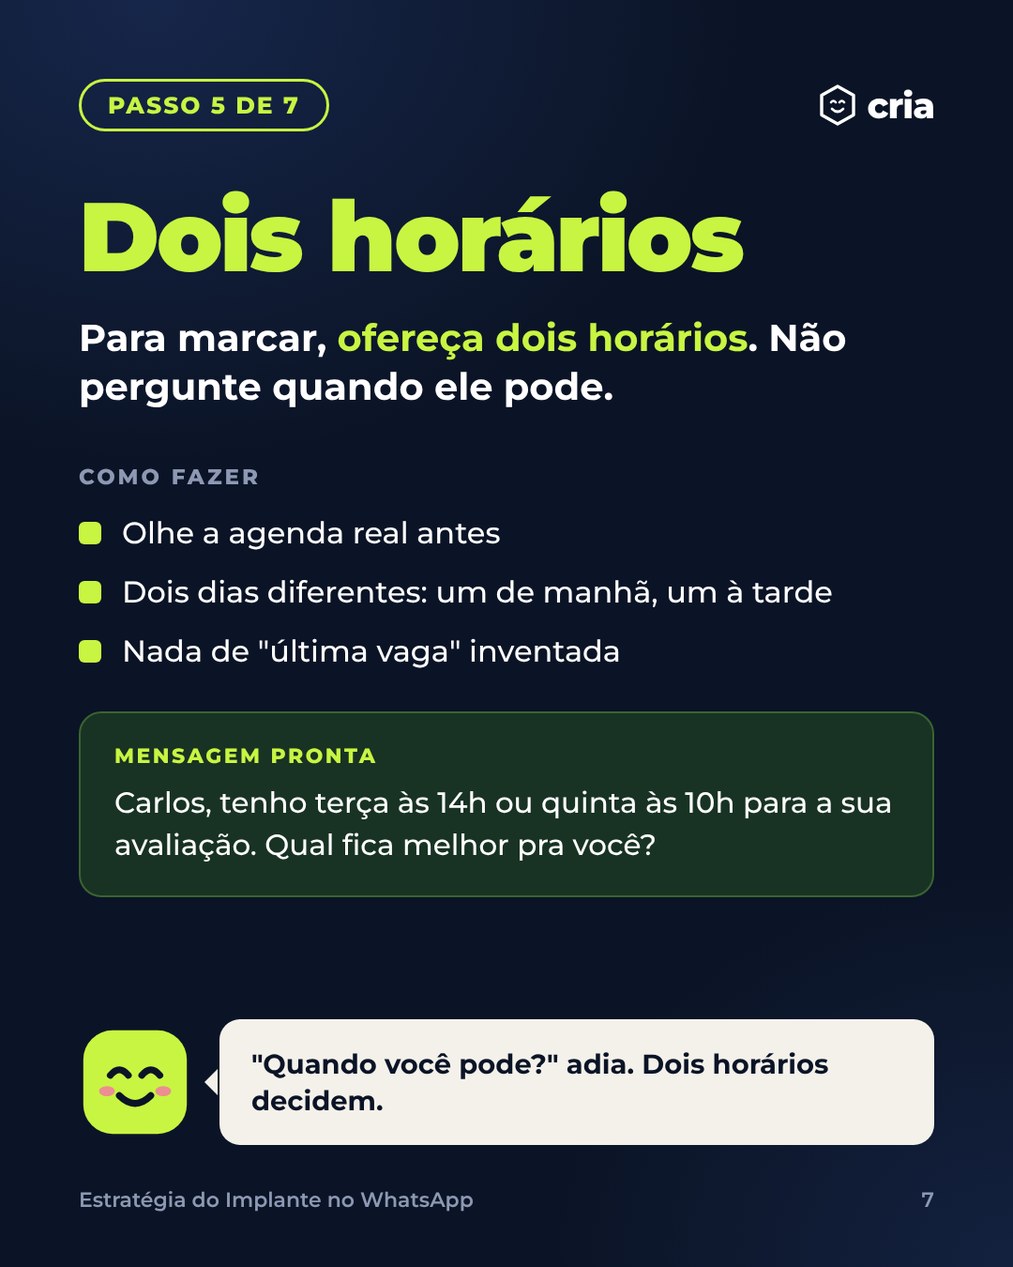 PASSO 5 DE 7
cria
Dois horários
Para marcar, ofereça dois horários. Não
pergunte quando ele pode.
COMO FAZER
Olhe a agenda real antes
Dois dias diferentes: um de manhã, um à tarde
Nada de "última vaga" inventada
MENSAGEM PRONTA
Carlos, tenho terça às 14h ou quinta às 10h para a sua
avaliação. Qual fica melhor pra você?
"Quando você pode?" adia. Dois horários
decidem.
Estratégia do Implante no WhatsApp
7